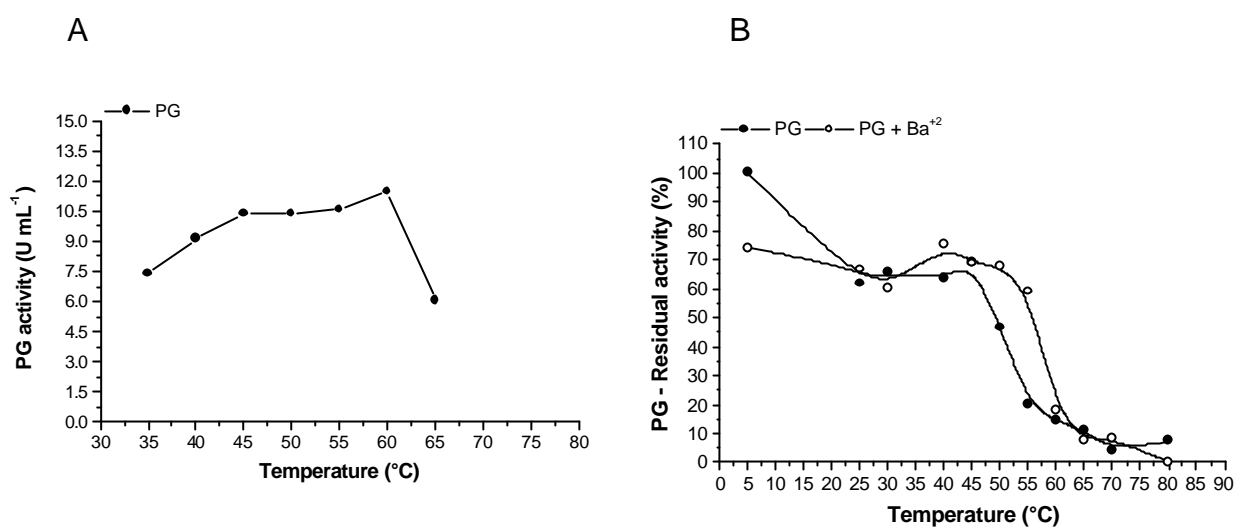 A
PG
PG activity (U mL⁻¹)
15.0
13.5
12.0
10.5
9.0
7.5
6.0
4.5
3.0
1.5
0.0
30 35 40 45 50 55 60 65 70 75 80
Temperature (°C)
B
PG PG + Ba⁺²
PG - Residual activity (%)
110
100
90
80
70
60
50
40
30
20
10
0
0 5 10 15 20 25 30 35 40 45 50 55 60 65 70 75 80 85 90
Temperature (°C)